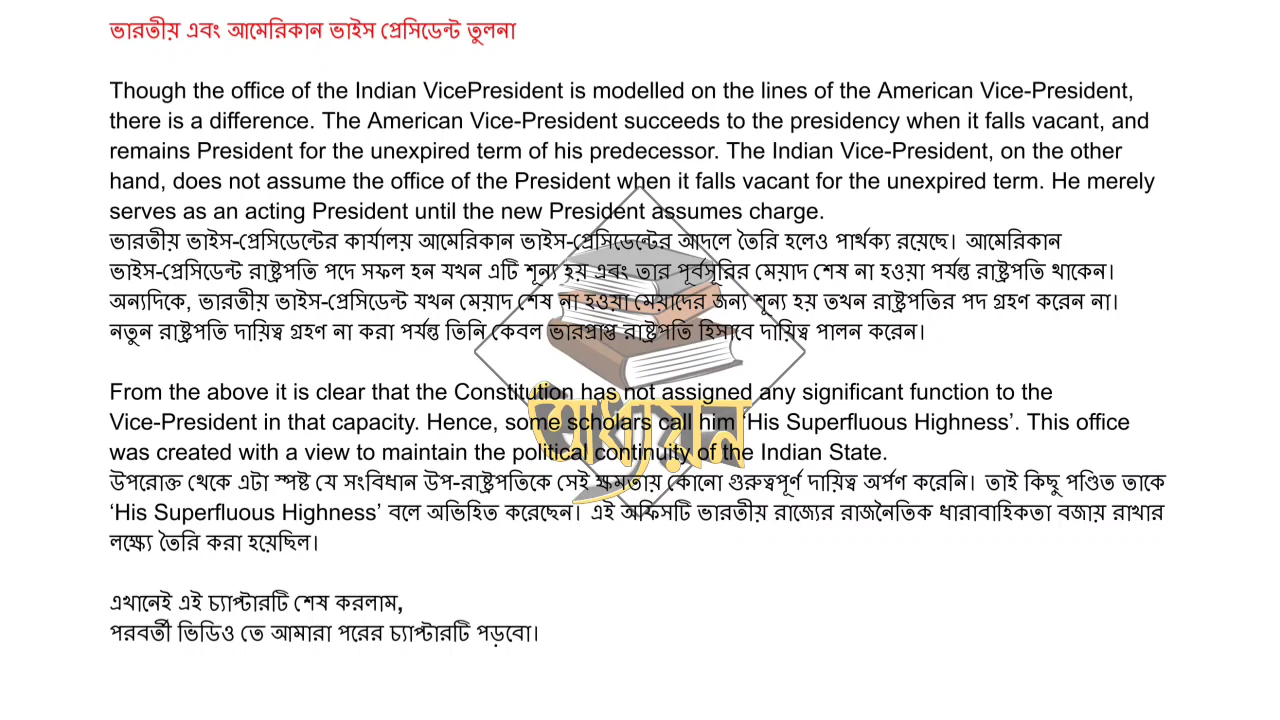 ভারতীয় এবং আমেরিকান ভাইস প্রেসিডেন্ট তুলনা
Though the office of the Indian VicePresident is modelled on the lines of the American Vice-President,
there is a difference. The American Vice-President succeeds to the presidency when it falls vacant, and
remains President for the unexpired term of his predecessor. The Indian Vice-President, on the other
hand, does not assume the office of the President when it falls vacant for the unexpired term. He merely
serves as an acting President until the new President assumes charge.
ভারতীয় ভাইস-প্রেসিডেন্টের কার্যালয় আমেরিকান ভাইস-প্রেসিডেন্টের আদলে তৈরি হলেও পার্থক্য রয়েছে। আমেরিকান
ভাইস-প্রেসিডেন্ট রাষ্ট্রপতি পদে সফল হন যখন এটি শূন্য হয় এবং তার পূর্বসূরির মেয়াদ শেষ না হওয়া পর্যন্ত রাষ্ট্রপতি থাকেন।
অন্যদিকে, ভারতীয় ভাইস-প্রেসিডেন্ট যখন মেয়াদ শেষ না হওয়া মেয়াদের জন্য শূন্য হয় তখন রাষ্ট্রপতির পদ গ্রহণ করেন না।
নতুন রাষ্ট্রপতি দায়িত্ব গ্রহণ না করা পর্যন্ত তিনি কেবল ভারপ্রাপ্ত রাষ্ট্রপতি হিসাবে দায়িত্ব পালন করেন।
From the above it is clear that the Constitution has not assigned any significant function to the
Vice-President in that capacity. Hence, some scholars call him ‘His Superfluous Highness’. This office
was created with a view to maintain the political continuity of the Indian State.
উপরোক্ত থেকে এটা স্পষ্ট যে সংবিধান উপ-রাষ্ট্রপতিকে সেই ক্ষমতায় কোনো গুরুত্বপূর্ণ দায়িত্ব অর্পণ করেনি। তাই কিছু পণ্ডিত তাকে
‘His Superfluous Highness’ বলে অভিহিত করেছেন। এই অফিসটি ভারতীয় রাজ্যের রাজনৈতিক ধারাবাহিকতা বজায় রাখার
লক্ষ্যে তৈরি করা হয়েছিল।
অধ্যয়ন
এখানেই এই চ্যাপ্টারটি শেষ করলাম,
পরবর্তী ভিডিও তে আমারা পরের চ্যাপ্টারটি পড়বো।